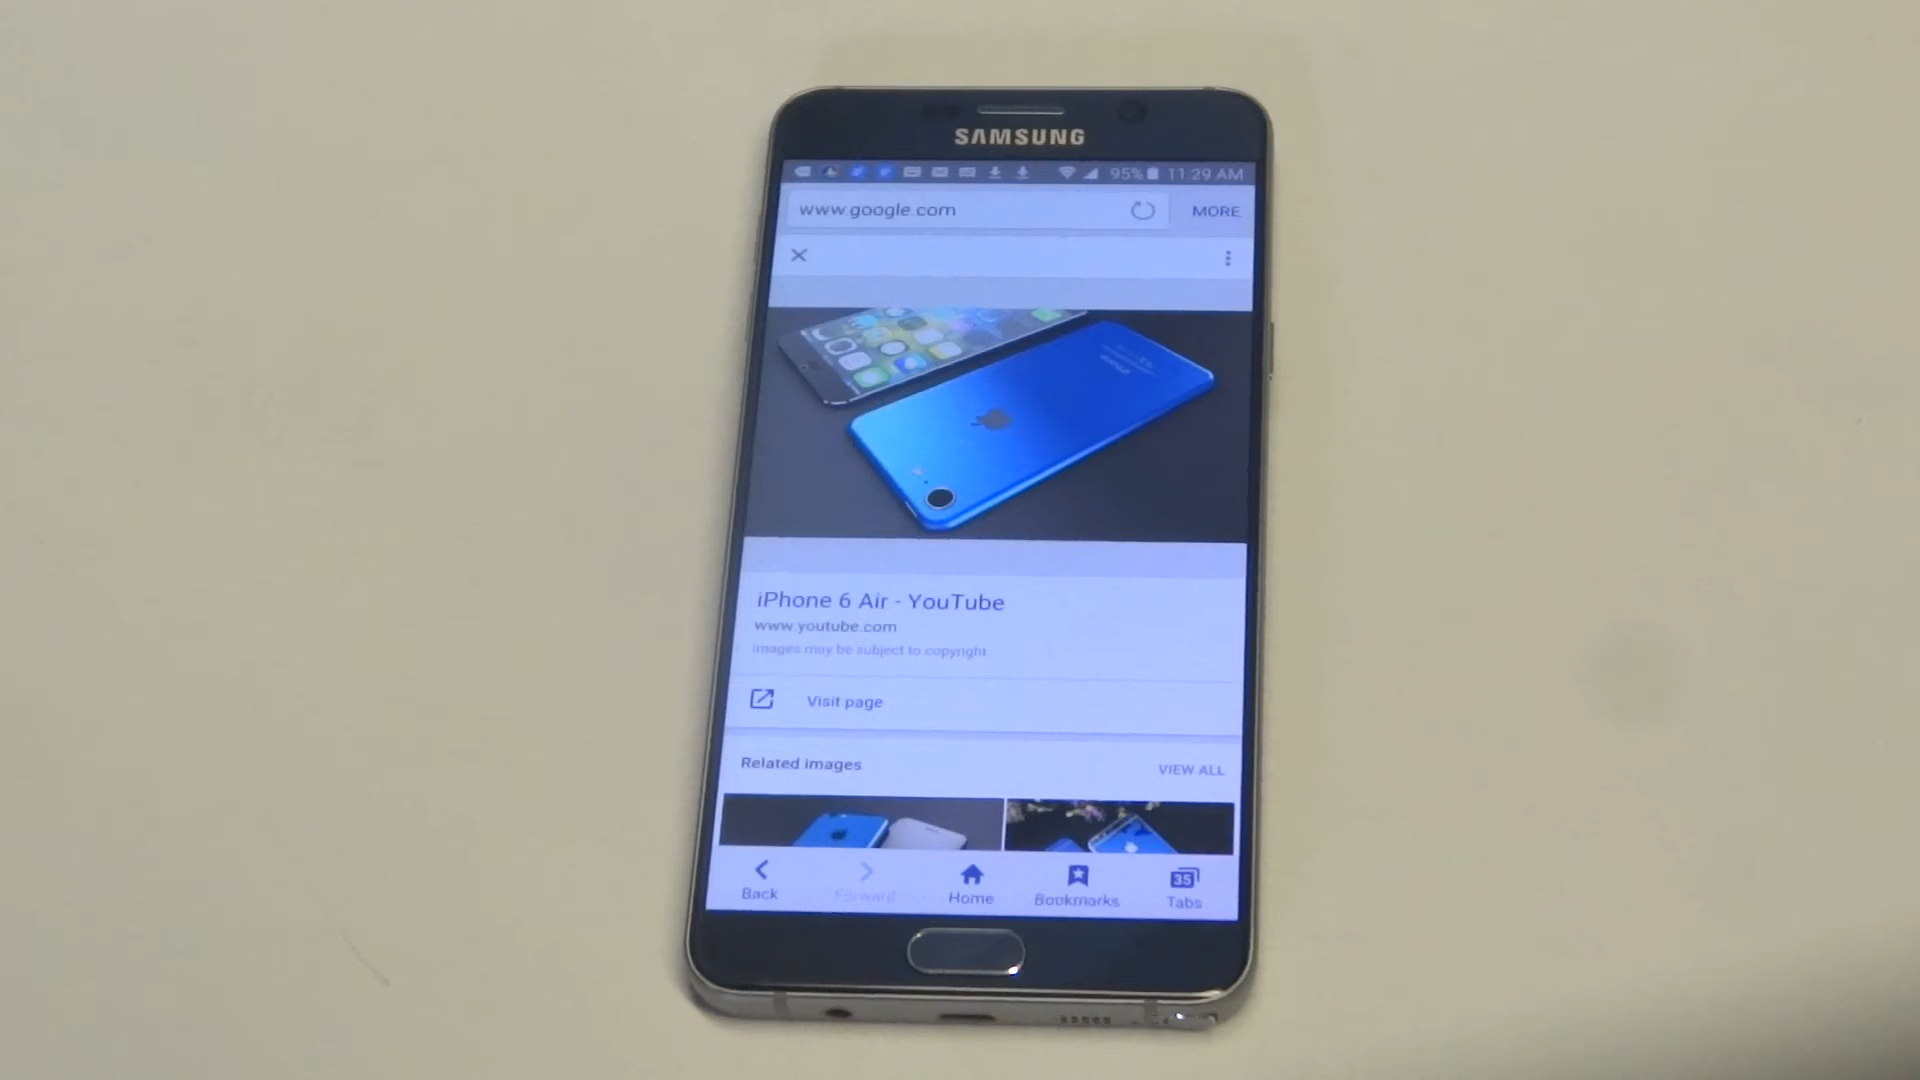 SAMSUNG
95% 11:29 AM
www.google.com
MORE
iPhone 6 Air - YouTube
www.youtube.com
Images may be subject to copyright
Visit page
Related images
VIEW ALL
35
Back
Forward
Home
Bookmarks
Tabs